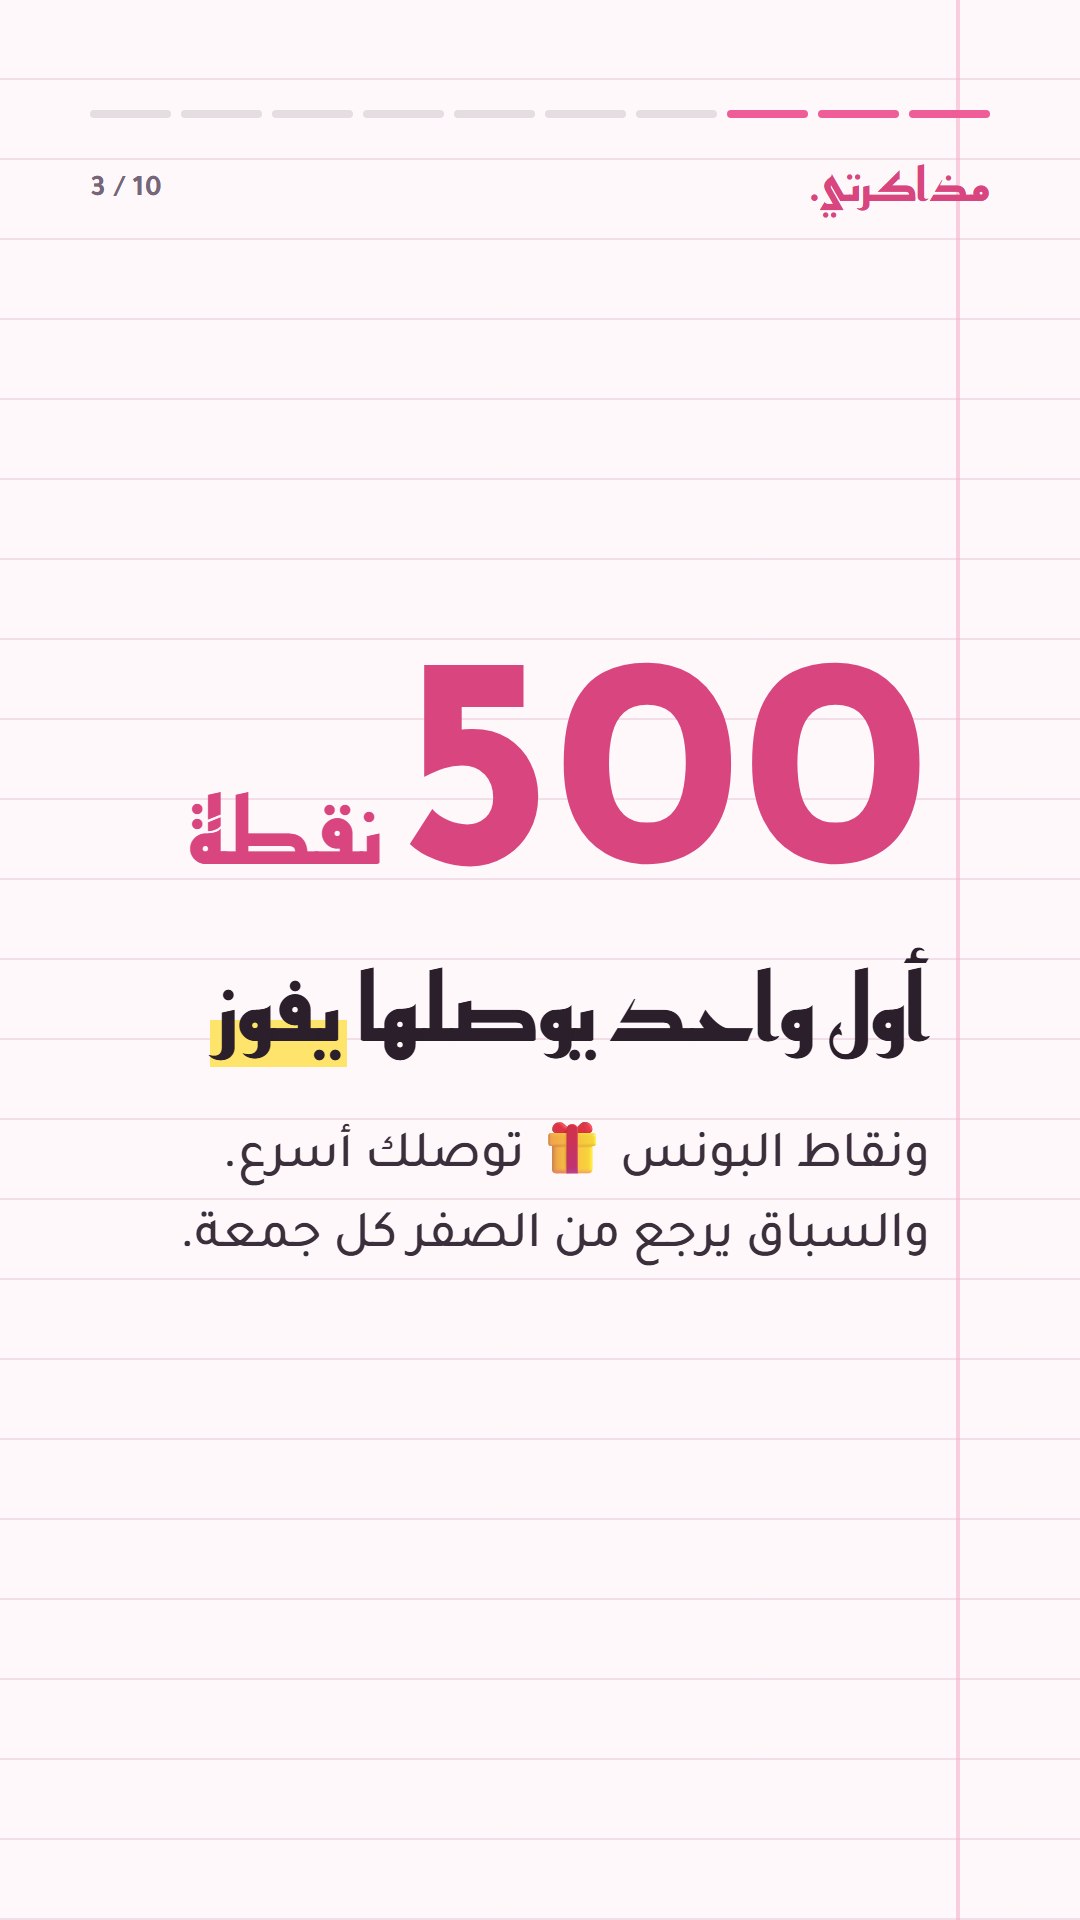 مذاكرتي.
3 / 10
500 نقطة
أول واحد يوصلها يفوز
ونقاط البونس 🎁 توصلك أسرع.
والسباق يرجع من الصفر كل جمعة.